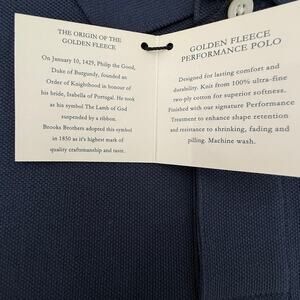 THE ORIGIN OF THE
GOLDEN FLEECE
On January 10, 1429, Philip the Good,
Duke of Burgundy, founded an
Order of Knighthood in honour of
his bride, Isabella of Portugal. He took
as his symbol The Lamb of God
suspended by a ribbon.
Brooks Brothers adopted this symbol
in 1850 as it's highest mark of
quality craftsmanship and taste.
GOLDEN FLEECE
PERFORMANCE POLO
Designed for lasting comfort and
durability. Knit from 100% ultra-fine
two-ply cotton for superior softness.
Finished with our signature Performance
Treatment to enhance shape retention
and resistance to shrinking, fading and
pilling. Machine wash.